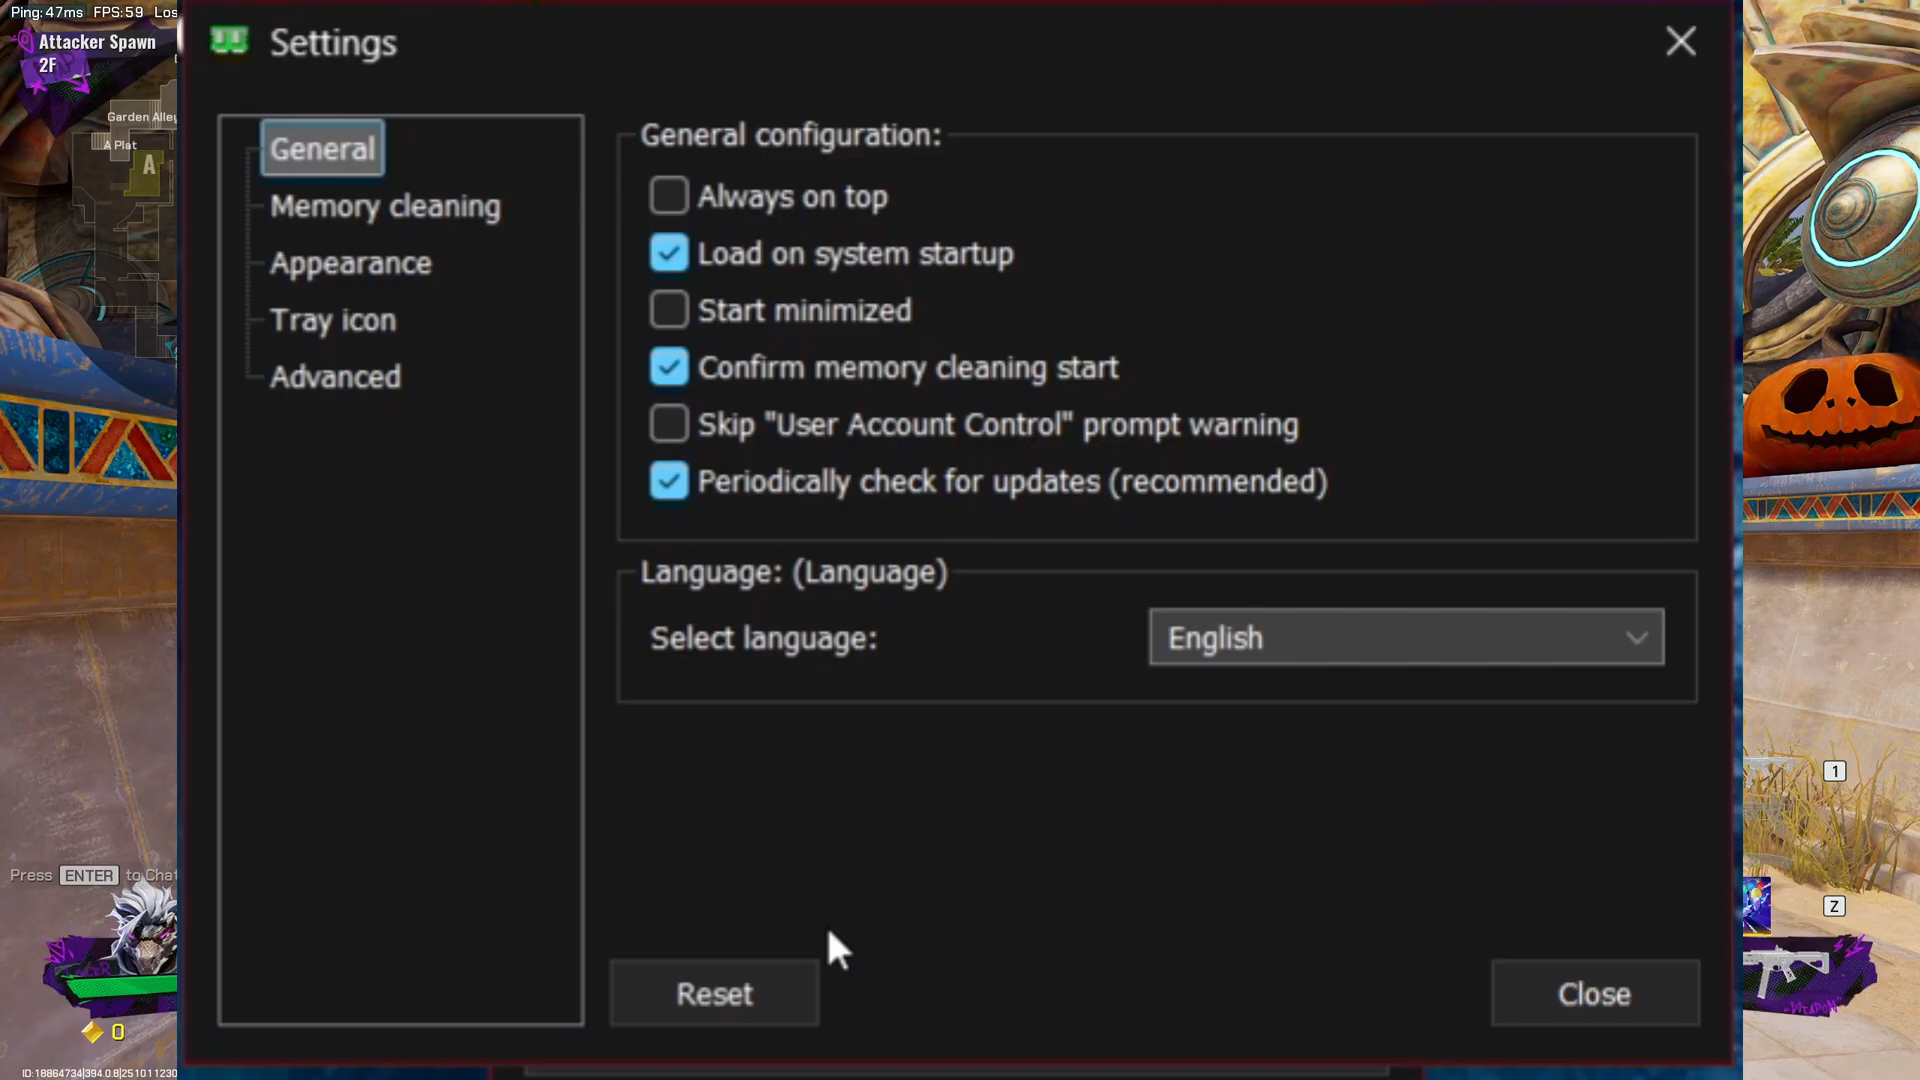 Ping: 47ms FPS: 59 Los
Attacker Spawn
2F
Garden Alley
A Plat
A
Settings
General
Memory cleaning
Appearance
Tray icon
Advanced
General configuration:
Always on top
Load on system startup
Start minimized
Confirm memory cleaning start
Skip "User Account Control" prompt warning
Periodically check for updates (recommended)
Language: (Language)
Select language:
English
Reset
Close
Press ENTER to Chat
0
1
Z
WEAPON